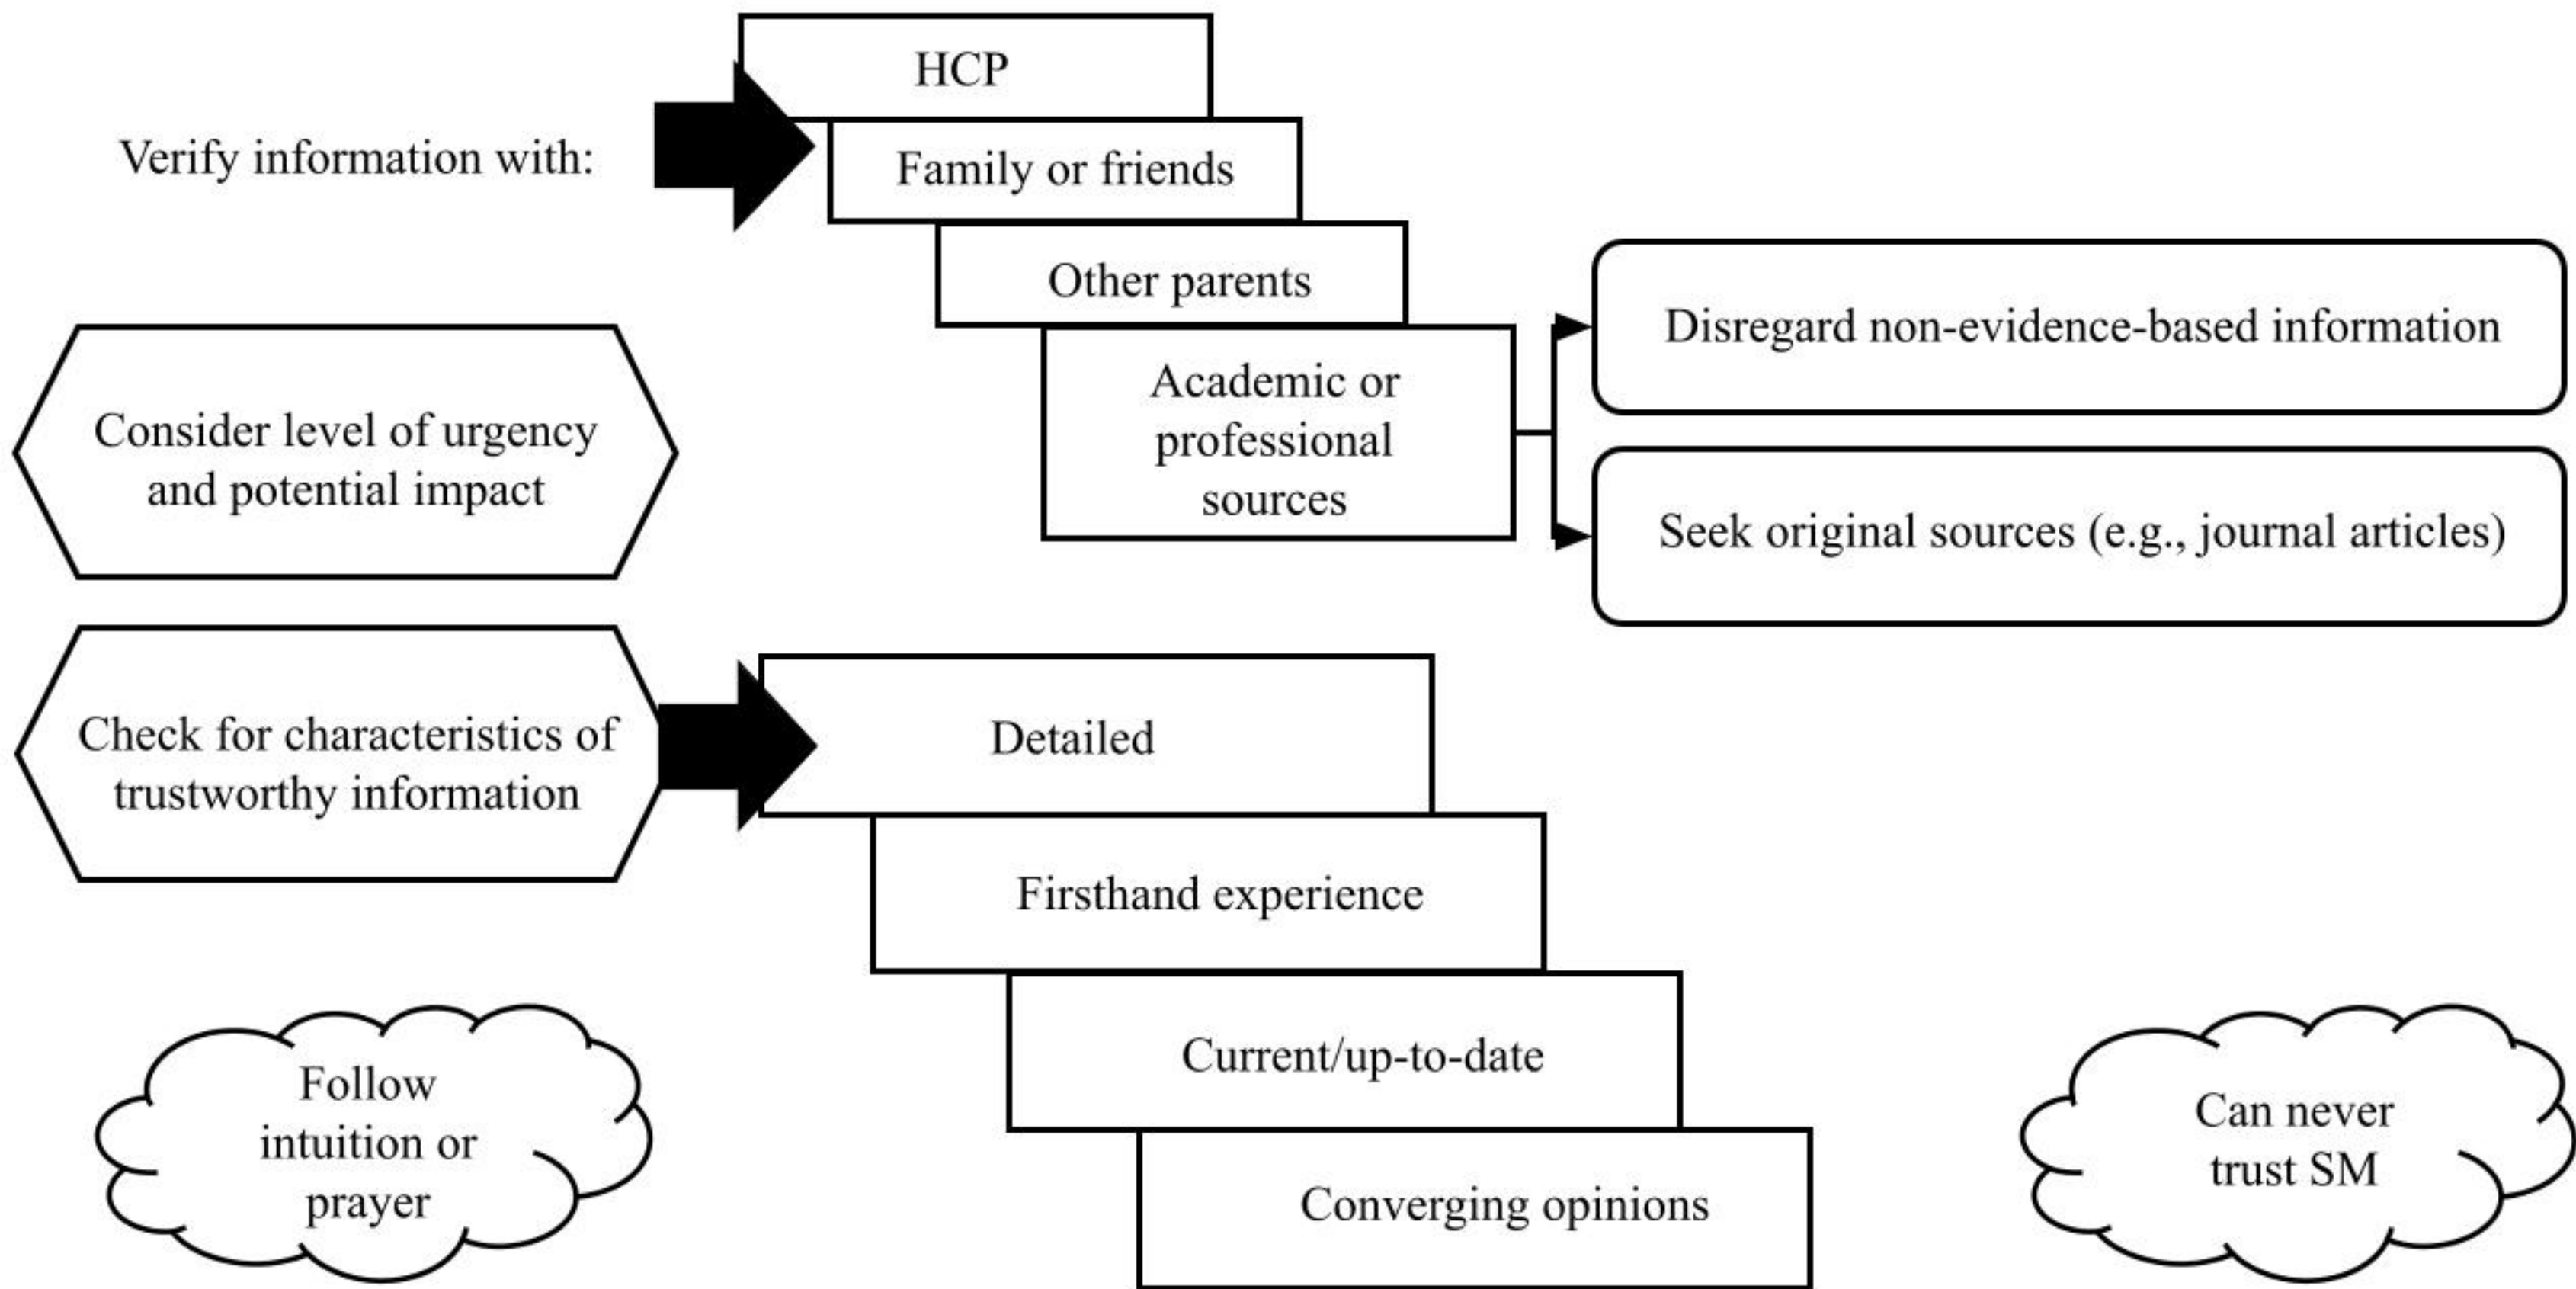 HCP
Verify information with:
Family or friends
Other parents
Disregard non-evidence-based information
Academic or
professional
sources
Seek original sources (e.g., journal articles)
Consider level of urgency
and potential impact
Check for characteristics of
trustworthy information
Detailed
Firsthand experience
Current/up-to-date
Converging opinions
Follow
intuition or
prayer
Can never
trust SM